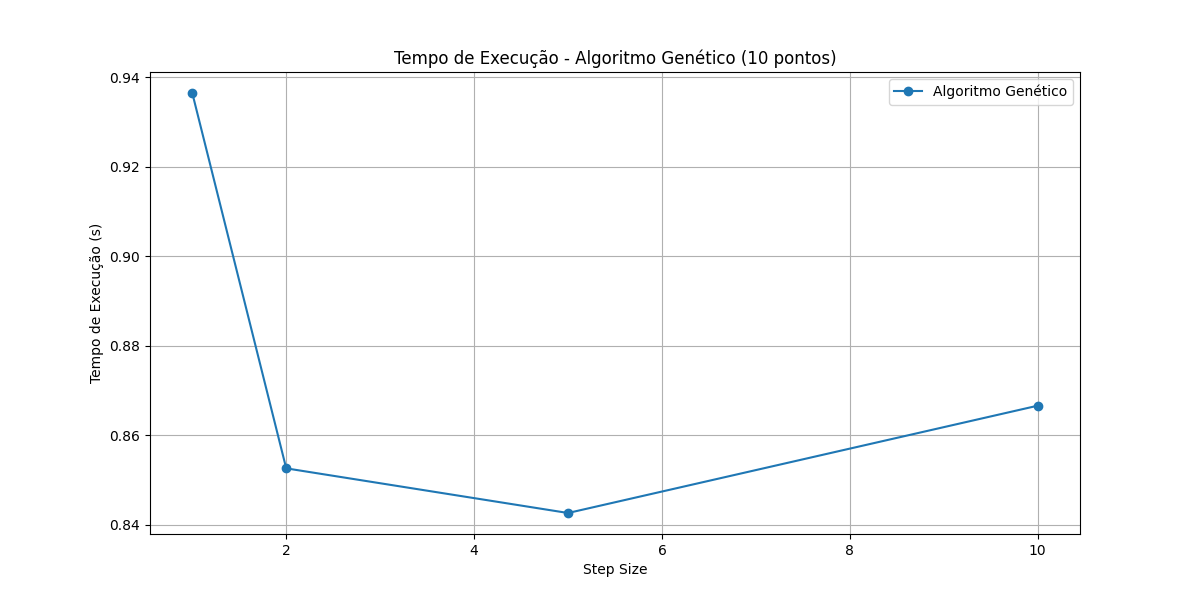 Tempo de Execução - Algoritmo Genético (10 pontos)
Algoritmo Genético
Tempo de Execução (s)
0.94
0.92
0.90
0.88
0.86
0.84
2 4 6 8 10
Step Size